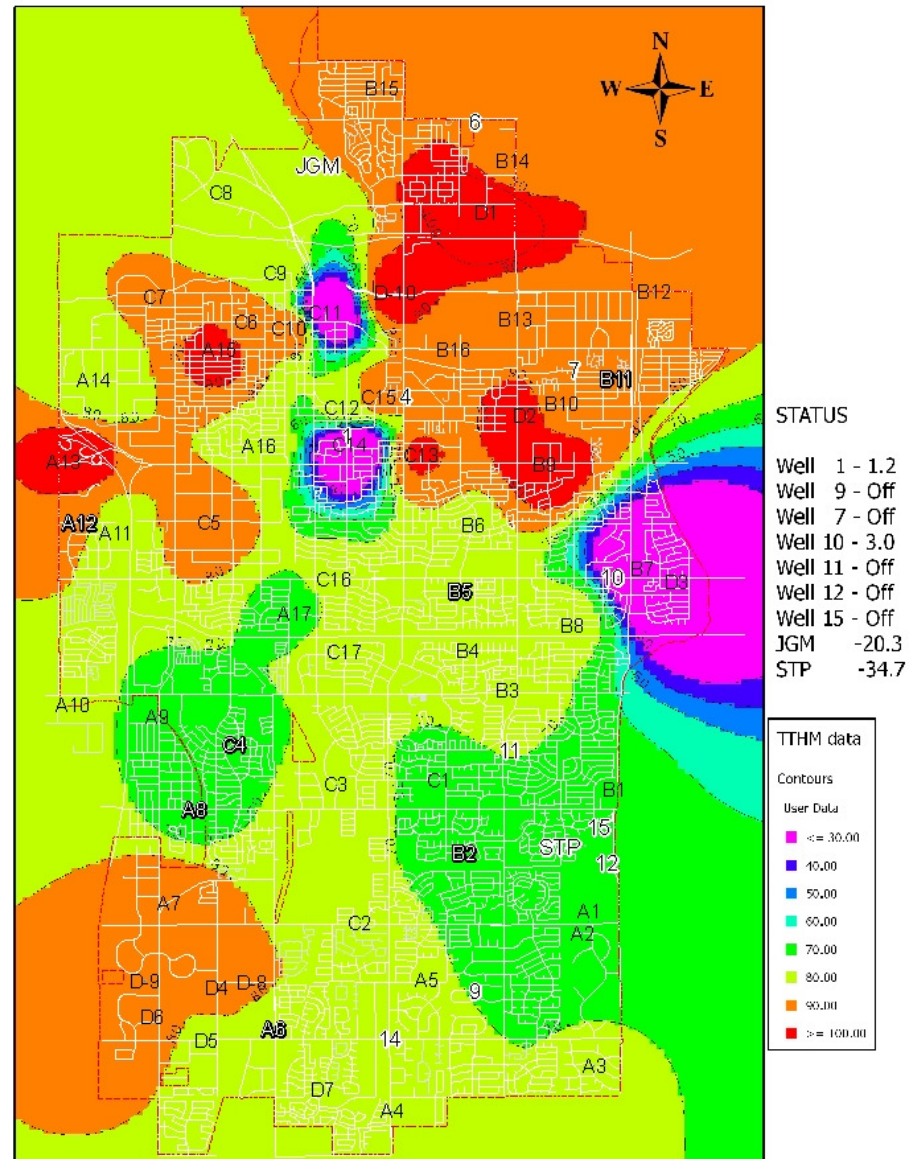 N
B15
W E
6
S
JGM
B14
C8
D1
C9
B12
C7
D-10
C11
C6
B13
C10
A15
B16
7
A14
B11
C15
4
B10
C12
D2
STATUS
1
A16
C14
C13
A13
B9
Well 1 - 1.2
Well 9 - Off
A12
A11
C5
B6
Well 7 - Off
Well 10 - 3.0
C16
B5
10
B7
D3
Well 11 - Off
Well 12 - Off
A17
B8
Well 15 - Off
JGM -20.3
C17
B4
STP -34.7
B3
A10
A9
C4
11
TTHM data
C3
C1
B1
Contours
User Data
A8
15
<= 30.00
B2
STP
12
40.00
50.00
60.00
A7
A1
70.00
C2
A2
80.00
D-9
D4
D-8
A5
9
90.00
D6
>= 100.00
D5
A6
14
D7
A3
A4